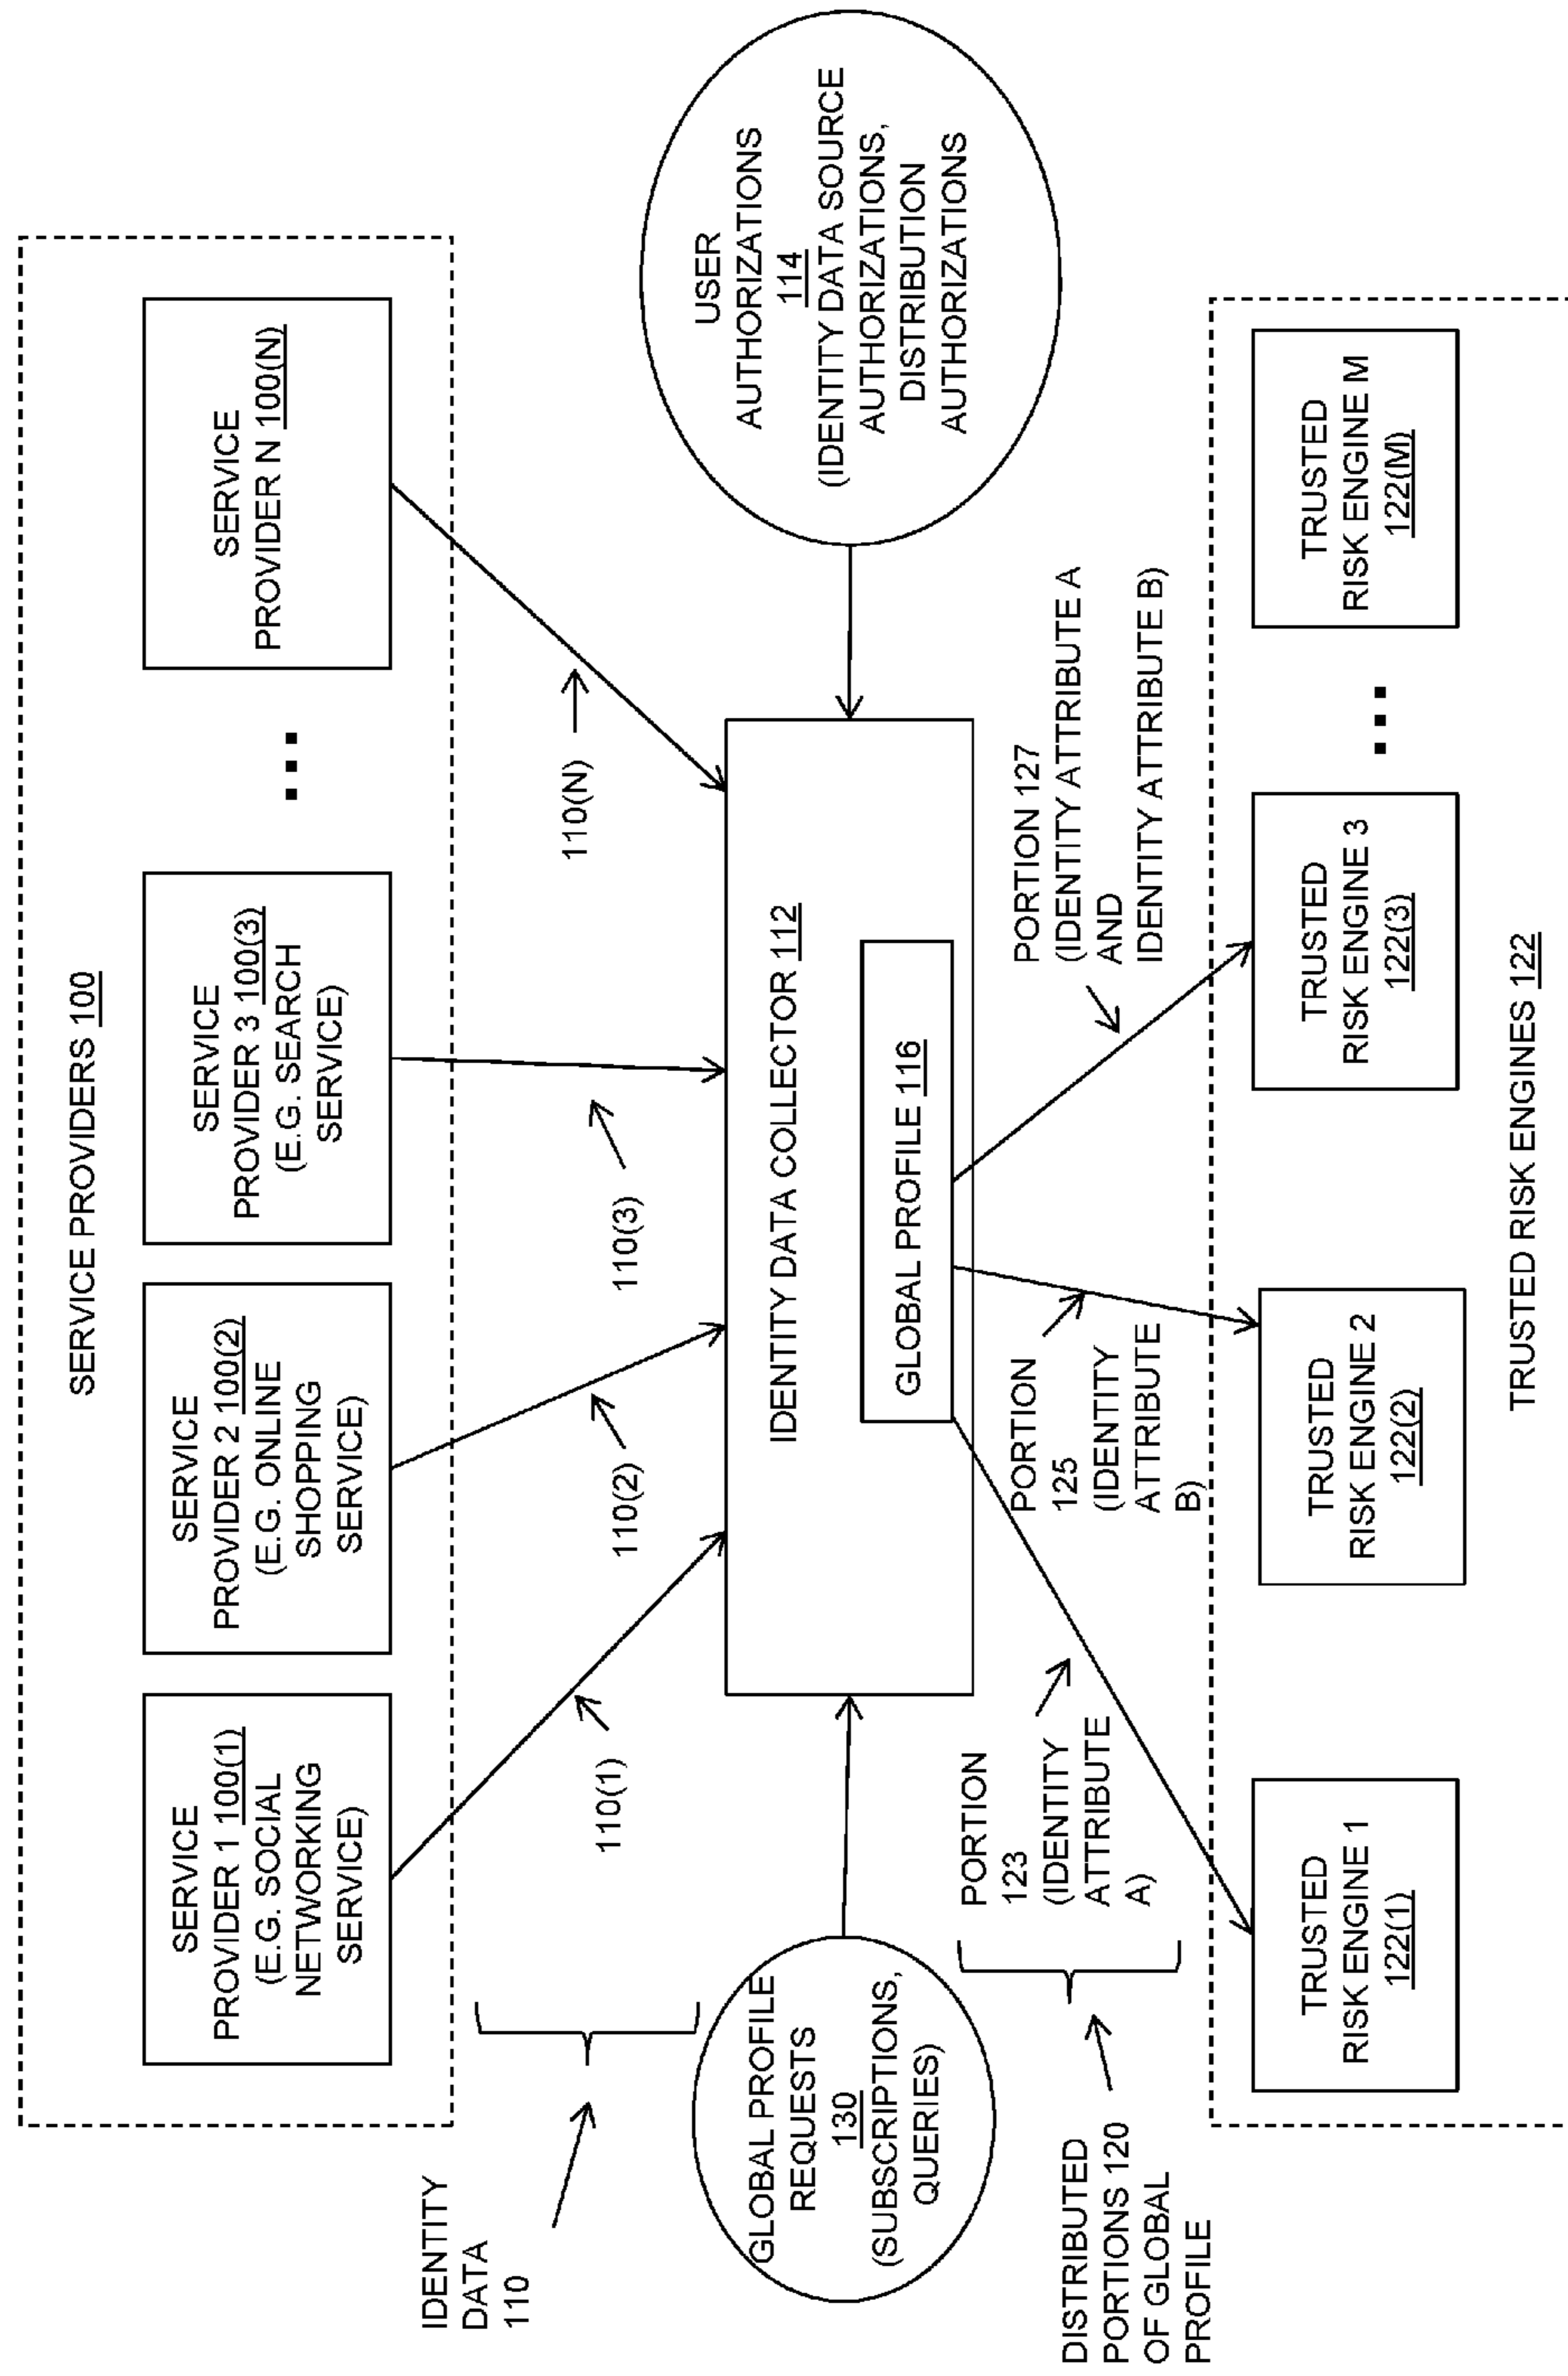 SERVICE PROVIDERS 100
SERVICE
PROVIDER 1 100(1)
(E.G. SOCIAL
NETWORKING
SERVICE)
SERVICE
PROVIDER 2 100(2)
(E.G. ONLINE
SHOPPING
SERVICE)
SERVICE
PROVIDER 3 100(3)
(E.G. SEARCH
SERVICE)
...
SERVICE
PROVIDER N 100(N)
IDENTITY
DATA
110
110(1)
110(2)
110(3)
110(N)
GLOBAL PROFILE
REQUESTS
130
(SUBSCRIPTIONS,
QUERIES)
IDENTITY DATA COLLECTOR 112
GLOBAL PROFILE 116
USER
AUTHORIZATIONS
114
(IDENTITY DATA SOURCE
AUTHORIZATIONS,
DISTRIBUTION
AUTHORIZATIONS
DISTRIBUTED
PORTIONS 120
OF GLOBAL
PROFILE
PORTION
123
(IDENTITY
ATTRIBUTE
A)
PORTION
125
(IDENTITY
ATTRIBUTE
B)
PORTION 127
(IDENTITY ATTRIBUTE A
AND
IDENTITY ATTRIBUTE B)
TRUSTED
RISK ENGINE 1
122(1)
TRUSTED
RISK ENGINE 2
122(2)
TRUSTED
RISK ENGINE 3
122(3)
...
TRUSTED
RISK ENGINE M
122(M)
TRUSTED RISK ENGINES 122